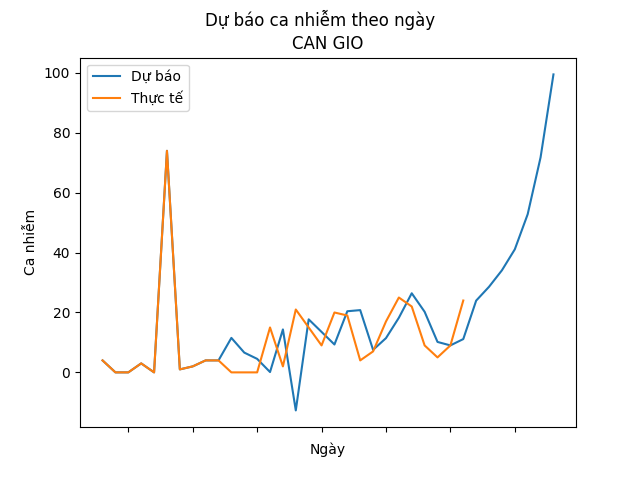 Dự báo ca nhiễm theo ngày
CAN GIO
Dự báo
Thực tế
100
80
60
40
20
0
Ca nhiễm
Ngày